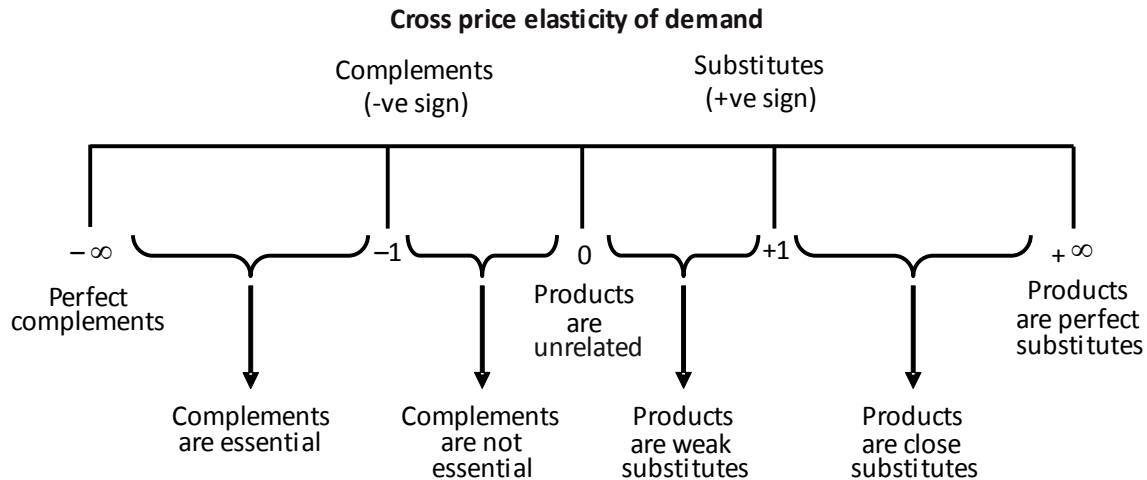 Cross price elasticity of demand
Complements
(-ve sign)
Substitutes
(+ve sign)
– ∞
–1
0
+1
+ ∞
Perfect
complements
Products
are
unrelated
Products
are perfect
substitutes
Complements
are essential
Complements
are not
essential
Products
are weak
substitutes
Products
are close
substitutes